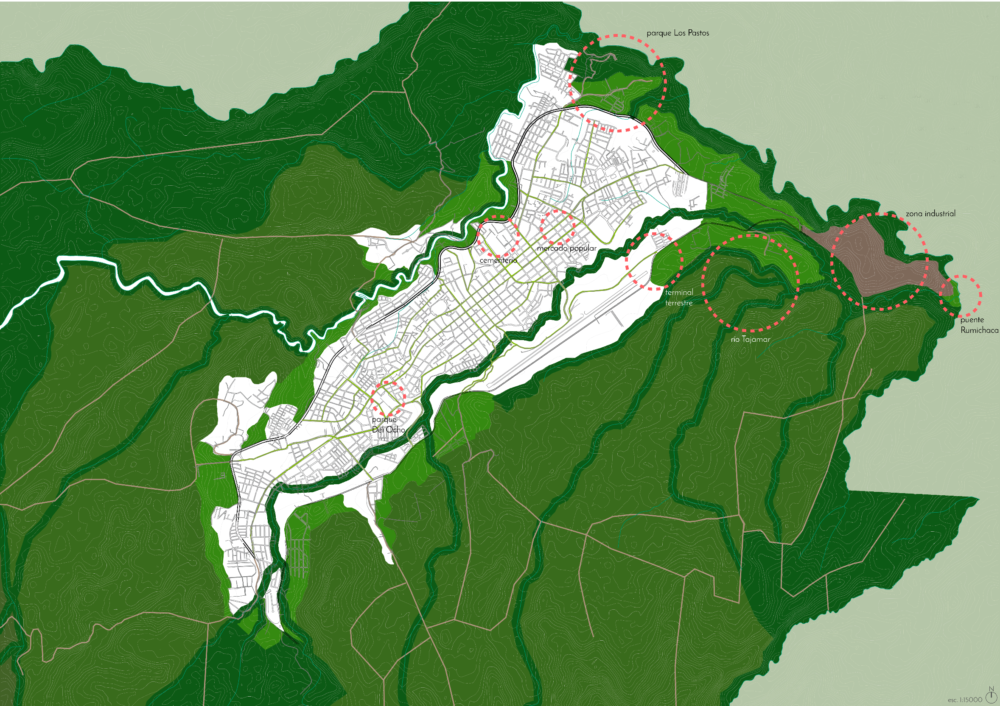 parque Los Pastos
zona industrial
mercado popular
cementerio
terminal
terrestre
puente
Rumichaca
río Tajamar
parque
Del Ocho
N
esc. 1:15000